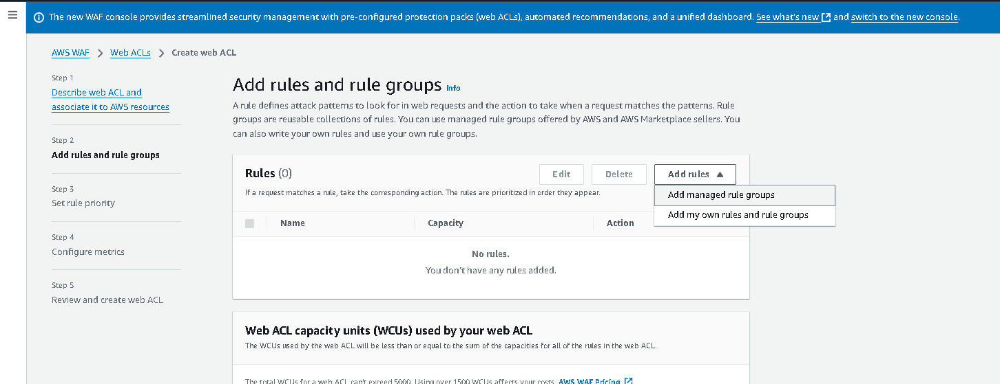 The new WAF console provides streamlined security management with pre-configured protection packs (web ACLs), automated recommendations, and a unified dashboard. See what's new and switch to the new console.
AWS WAF > Web ACLs > Create web ACL
Step 1
Describe web ACL and
associate it to AWS resources
Step 2
Add rules and rule groups
Step 3
Set rule priority
Step 4
Configure metrics
Step 5
Review and create web ACL
Add rules and rule groups Info
A rule defines attack patterns to look for in web requests and the action to take when a request matches the patterns. Rule
groups are reusable collections of rules. You can use managed rule groups offered by AWS and AWS Marketplace sellers. You
can also write your own rules and use your own rule groups.
Rules (0)
Edit Delete Add rules
If a request matches a rule, take the corresponding action. The rules are prioritized in order they appear.
Add managed rule groups
Add my own rules and rule groups
Name Capacity Action
No rules.
You don't have any rules added.
Web ACL capacity units (WCUs) used by your web ACL
The WCUs used by the web ACL will be less than or equal to the sum of the capacities for all of the rules in the web ACL.
The total WCUs for a web ACL can't exceed 5000. Using over 1500 WCUs affects your costs. AWS WAF Pricing